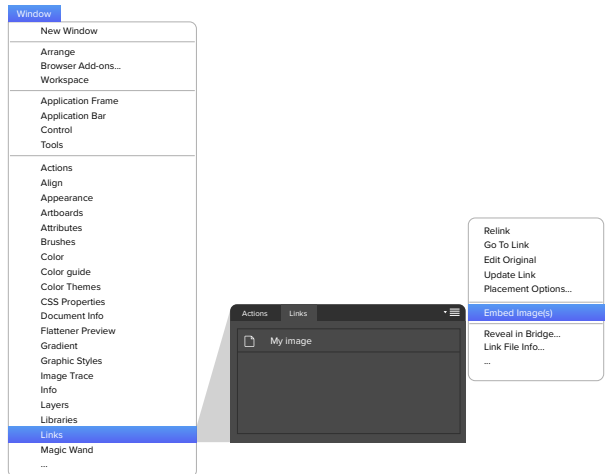 Window
New Window
Arrange
Browser Add-ons...
Workspace
Application Frame
Application Bar
Control
Tools
Actions
Align
Appearance
Artboards
Attributes
Brushes
Color
Color guide
Color Themes
CSS Properties
Document Info
Flattener Preview
Gradient
Graphic Styles
Image Trace
Info
Layers
Libraries
Links
Magic Wand
...
Actions Links
My image
Relink
Go To Link
Edit Original
Update Link
Placement Options...
Embed Image(s)
Reveal in Bridge...
Link File Info...
...